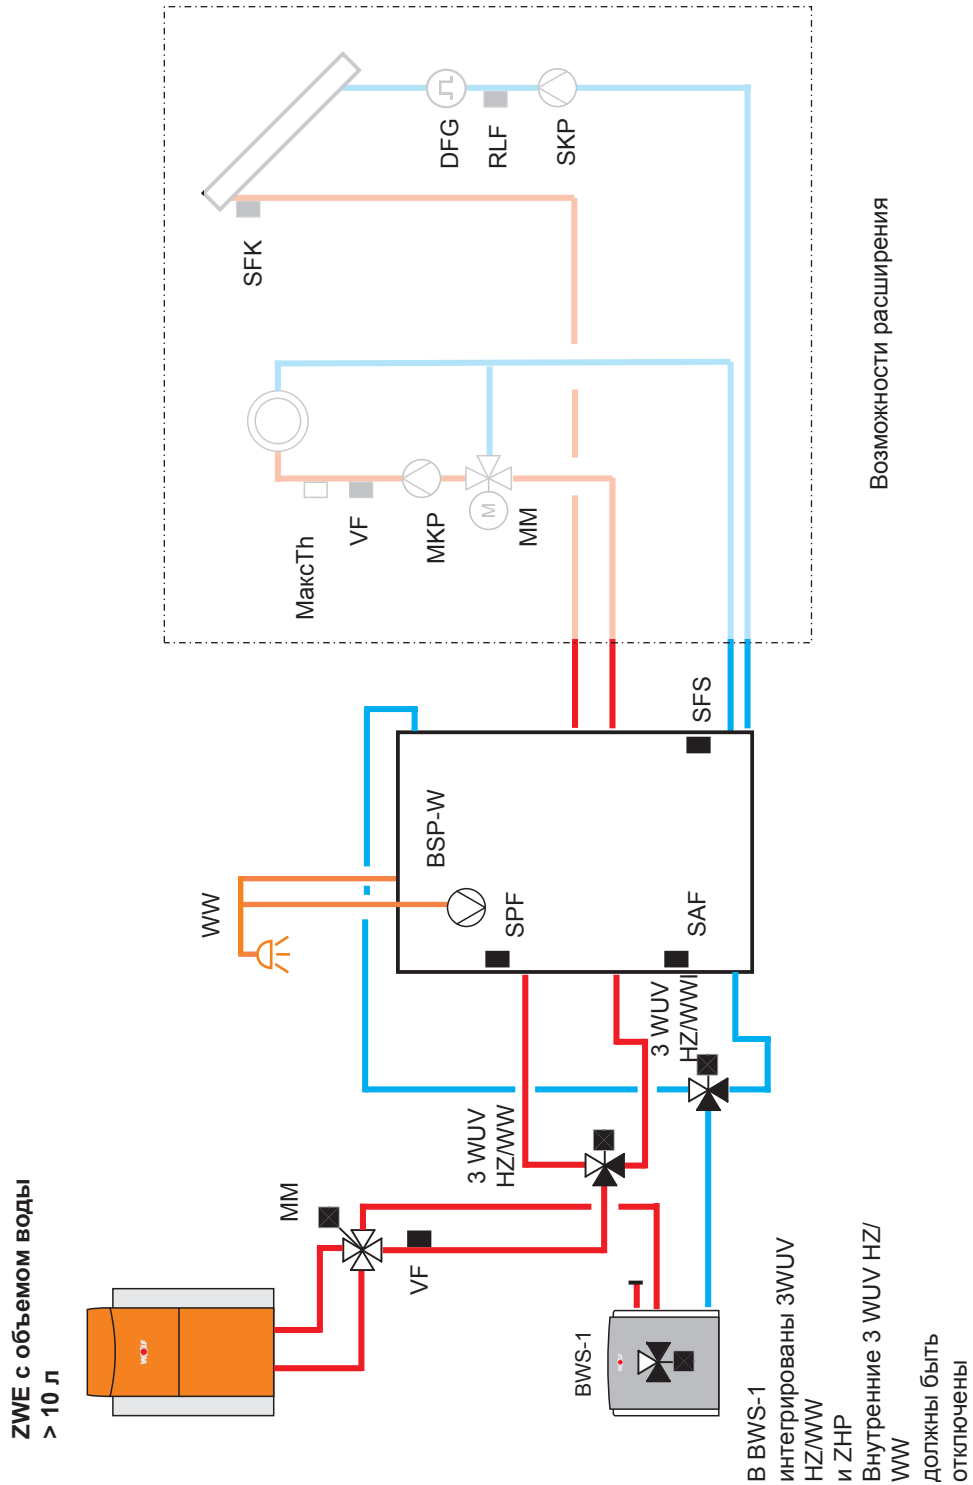 ZWE с объемом воды
> 10 л
MM
VF
BWS-1
WOLF
В BWS-1
интегрированы 3WUV
HZ/WW
и ZHP
Внутренние 3 WUV HZ/
WW
должны быть
отключены
3 WUV
HZ/WW
3 WUV
HZ/WWI
WW
BSP-W
SPF
SAF
SFS
МаксTh
VF
MKP
MM
M
SFK
DFG
RLF
SKP
Возможности расширения